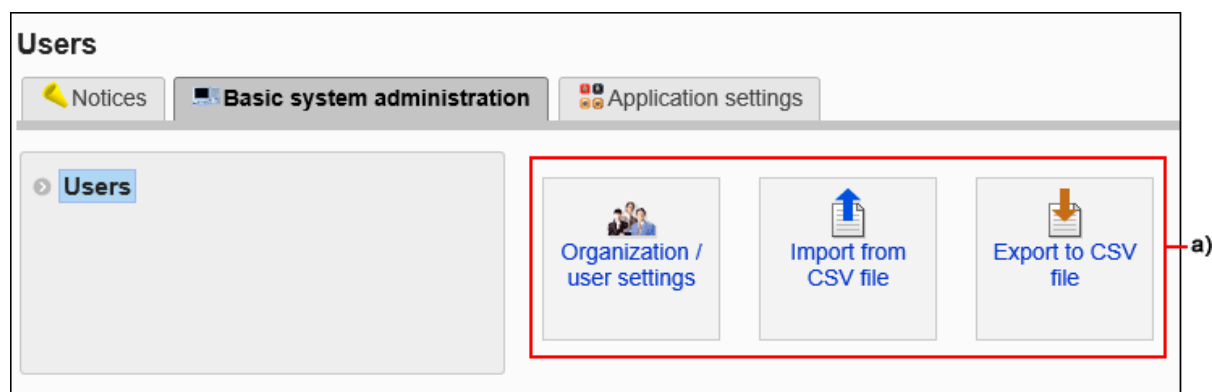 Users
Notices
Basic system administration
Application settings
Users
Organization /
user settings
Import from
CSV file
Export to CSV
file
a)